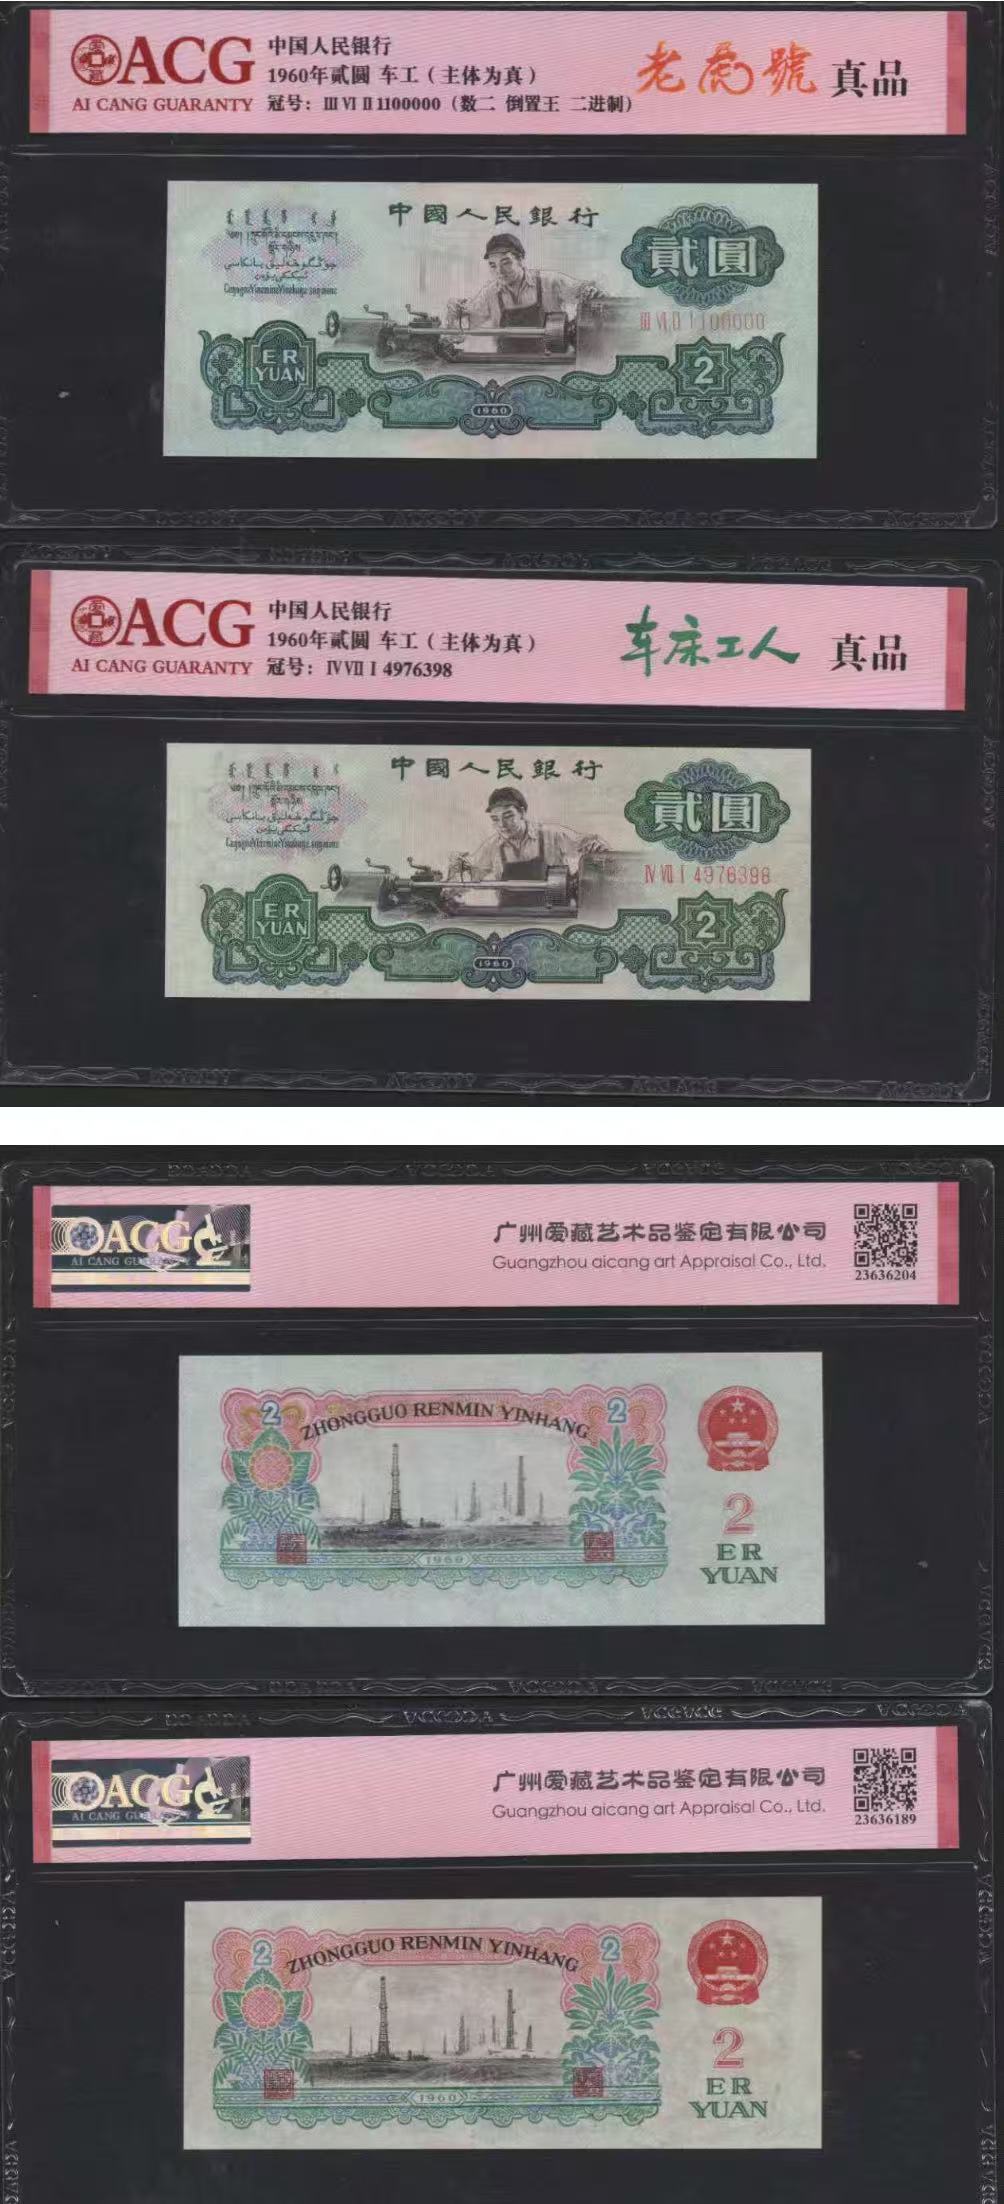 ACG
AI CANG GUARANTY
中国人民银行
1960年贰圆 车工（主体为真）
冠号：Ⅲ Ⅵ Ⅱ 1100000（数二 倒置王 二进制）
老虎號
真品
中國人民銀行
貳圓
Ⅲ Ⅵ Ⅱ 1100000
ER
YUAN
1960
2
ACG
AI CANG GUARANTY
中国人民银行
1960年贰圆 车工（主体为真）
冠号：Ⅳ Ⅶ Ⅰ 4976398
车床工人
真品
中國人民銀行
貳圓
Ⅳ Ⅶ Ⅰ 4976398
ER
YUAN
1960
2
ACG
广州爱藏艺术品鉴定有限公司
Guangzhou aicang art Appraisal Co., Ltd.
23636204
2
ZHONGGUO RENMIN YINHANG
2
2
ER
YUAN
1960
ACG
广州爱藏艺术品鉴定有限公司
Guangzhou aicang art Appraisal Co., Ltd.
23636189
2
ZHONGGUO RENMIN YINHANG
2
2
ER
YUAN
1960